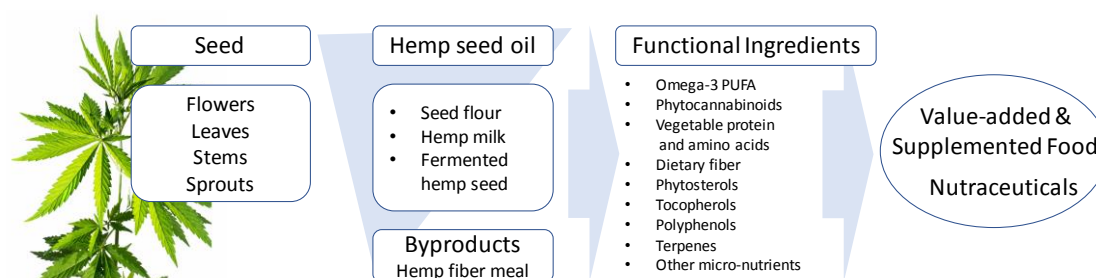 Seed
Flowers
Leaves
Stems
Sprouts
Hemp seed oil
• Seed flour
• Hemp milk
• Fermented
hemp seed
Byproducts
Hemp fiber meal
Functional Ingredients
• Omega-3 PUFA
• Phytocannabinoids
• Vegetable protein
and amino acids
• Dietary fiber
• Phytosterols
• Tocopherols
• Polyphenols
• Terpenes
• Other micro-nutrients
Value-added &
Supplemented Food
Nutraceuticals